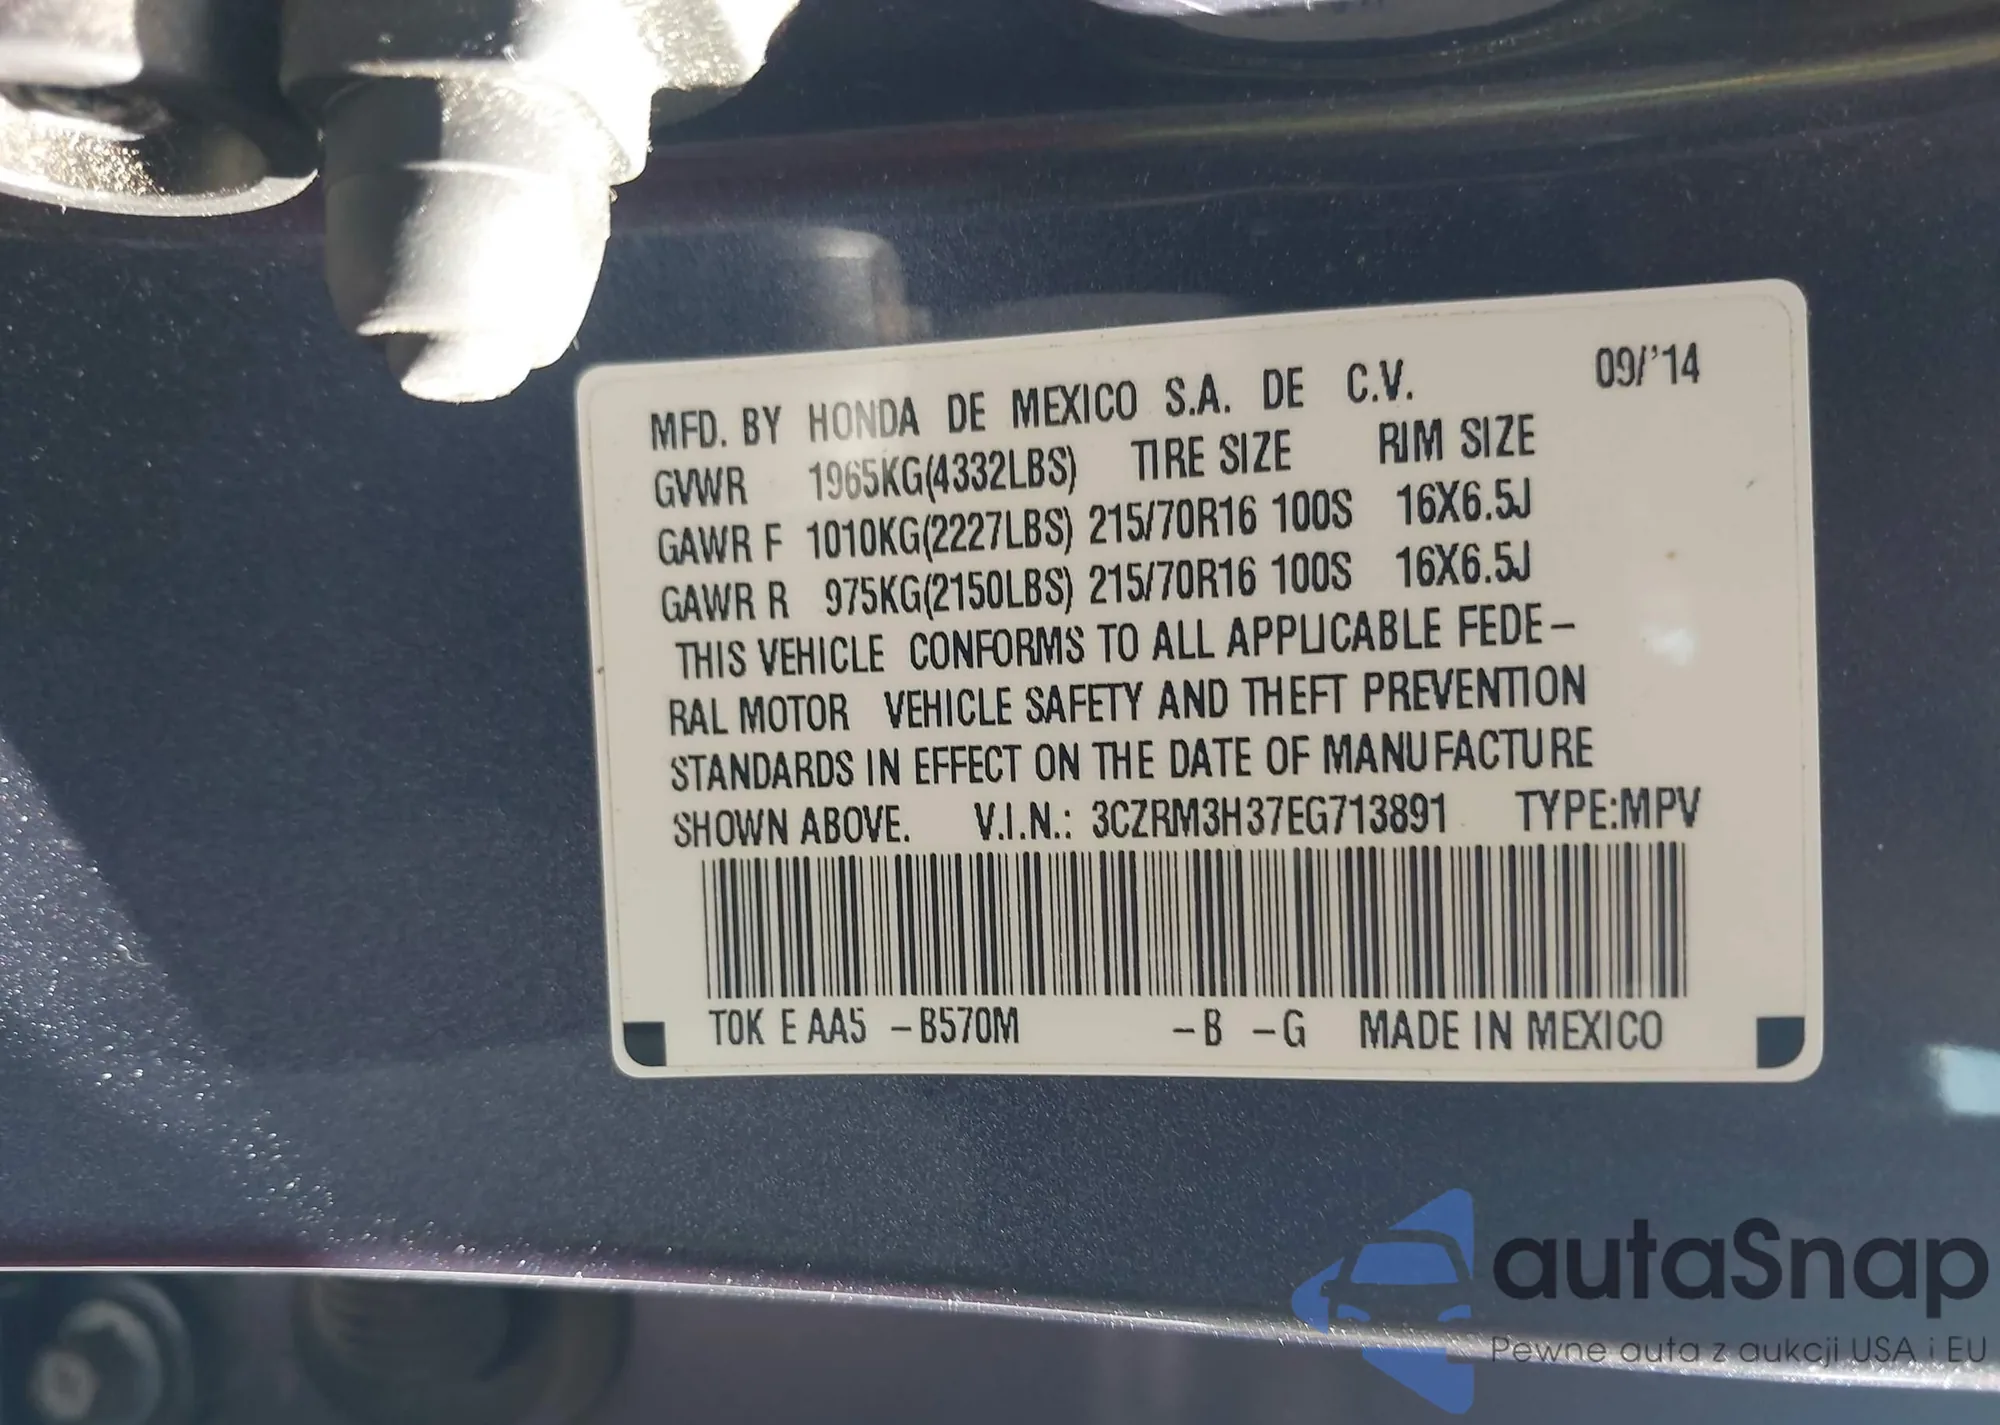 MFD. BY HONDA DE MEXICO S.A. DE C.V. 09/'14
GVWR 1965KG(4332LBS) TIRE SIZE RIM SIZE
GAWR F 1010KG(2227LBS) 215/70R16 100S 16X6.5J
GAWR R 975KG(2150LBS) 215/70R16 100S 16X6.5J
THIS VEHICLE CONFORMS TO ALL APPLICABLE FEDE-
RAL MOTOR VEHICLE SAFETY AND THEFT PREVENTION
STANDARDS IN EFFECT ON THE DATE OF MANUFACTURE
SHOWN ABOVE. V.I.N.: 3CZRM3H37EG713891 TYPE:MPV
T0K E AA5 -B570M -B -G MADE IN MEXICO
autaSnap
Pewne auta z aukcji USA i EU